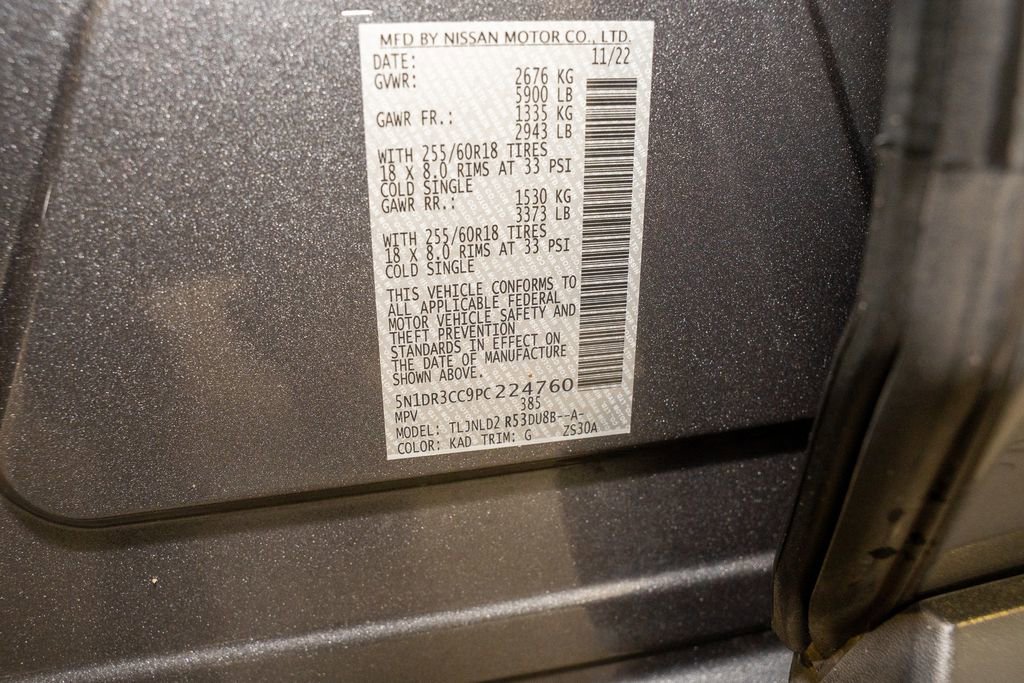 MFD BY NISSAN MOTOR CO., LTD.
DATE: 11/22
GVWR: 2676 KG
5900 LB
GAWR FR.: 1335 KG
2943 LB
WITH 255/60R18 TIRES
18 X 8.0 RIMS AT 33 PSI
COLD SINGLE
GAWR RR.: 1530 KG
3373 LB
WITH 255/60R18 TIRES
18 X 8.0 RIMS AT 33 PSI
COLD SINGLE
THIS VEHICLE CONFORMS TO
ALL APPLICABLE FEDERAL
MOTOR VEHICLE SAFETY AND
THEFT PREVENTION
STANDARDS IN EFFECT ON
THE DATE OF MANUFACTURE
SHOWN ABOVE.
5N1DR3CC9PC224760
MPV 385
MODEL: TLJNLD2 R53DU8B--A-
COLOR: KAD TRIM: G ZS30A